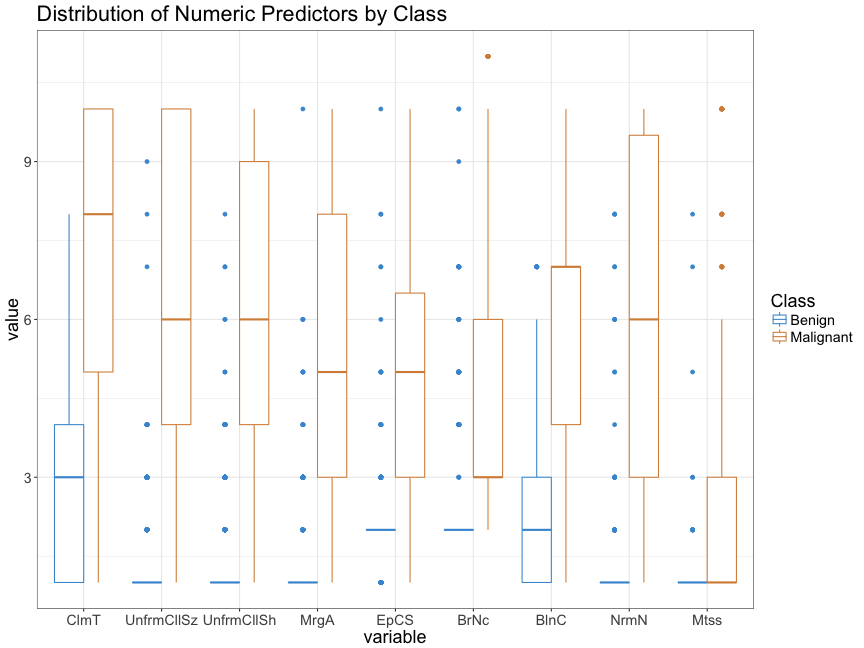 Distribution of Numeric Predictors by Class
value
9
6
3
ClmT UnfrmCllSz UnfrmCllSh MrgA EpCS BrNc BlnC NrmN Mtss
variable
Class
Benign
Malignant